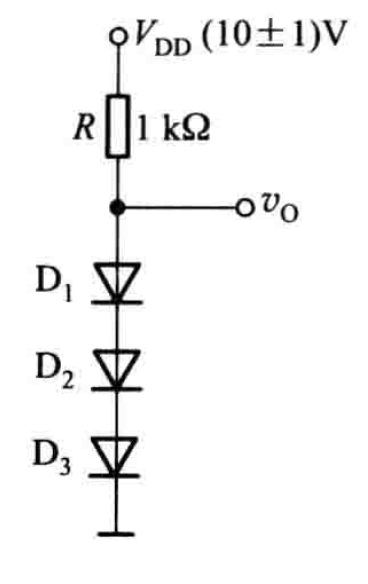 V_DD (10±1)V
R 1 kΩ
v_O
D_1
D_2
D_3